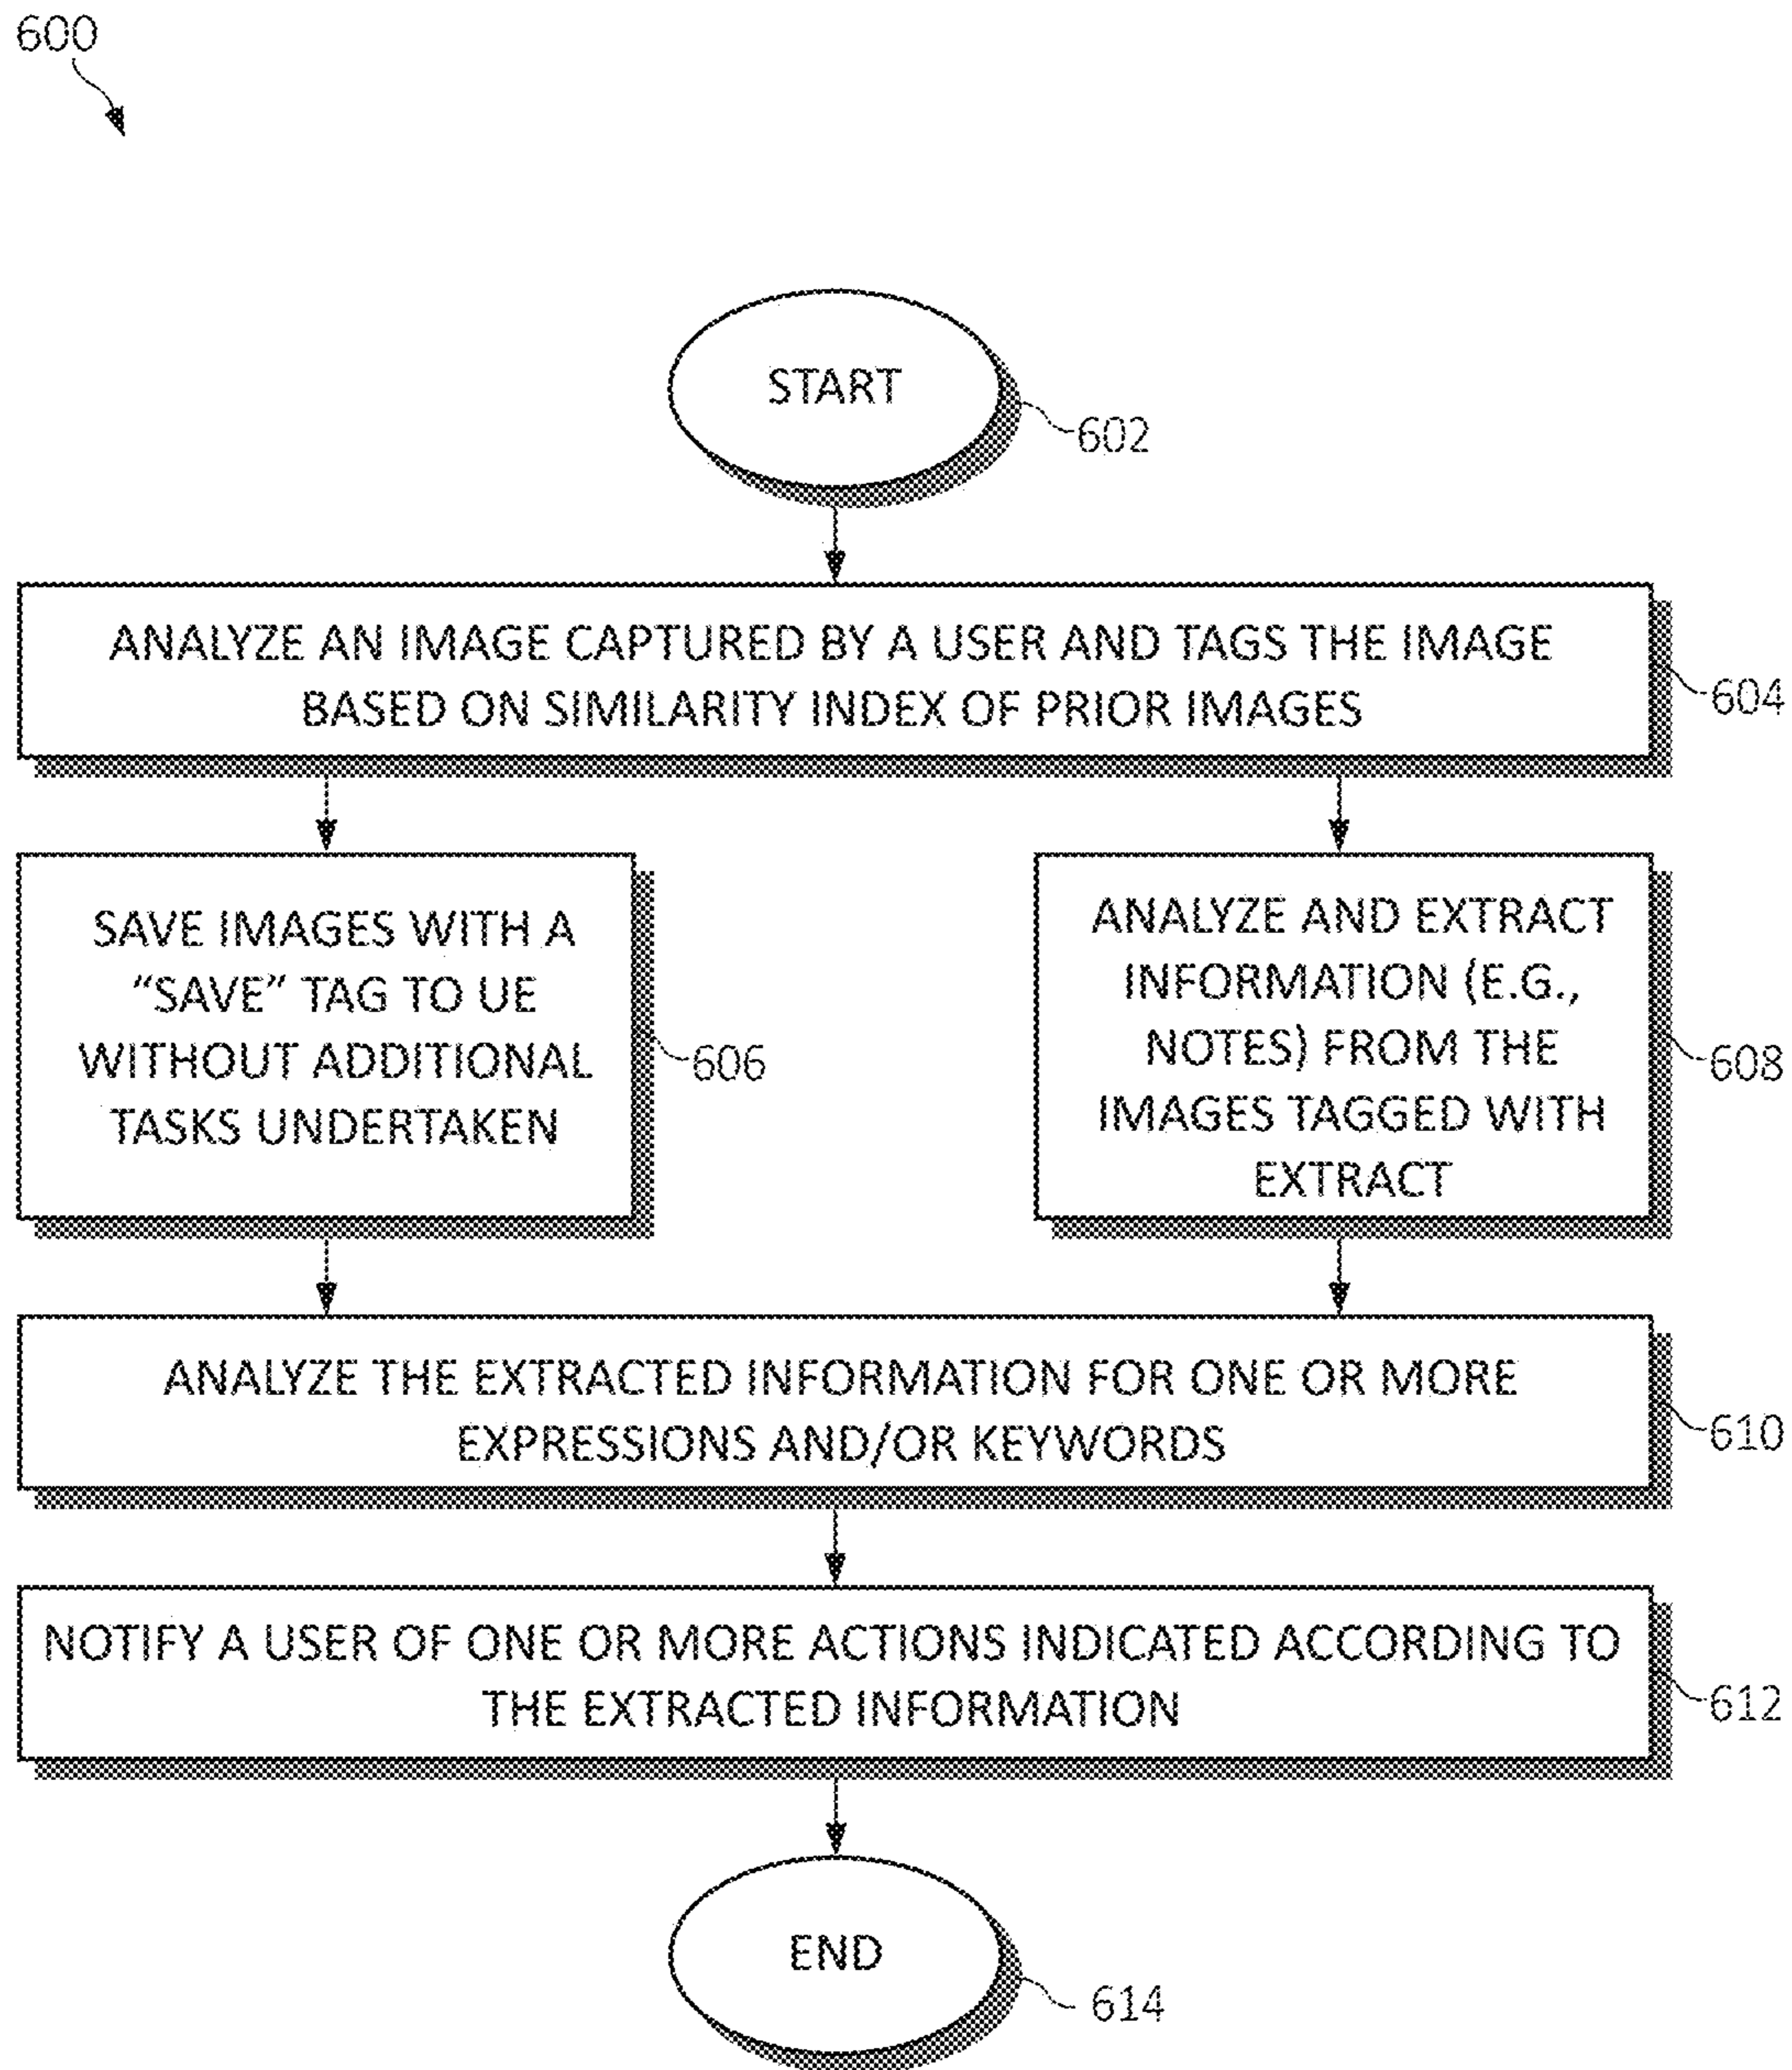 600
START
602
ANALYZE AN IMAGE CAPTURED BY A USER AND TAGS THE IMAGE
BASED ON SIMILARITY INDEX OF PRIOR IMAGES
604
SAVE IMAGES WITH A
“SAVE” TAG TO UE
WITHOUT ADDITIONAL
TASKS UNDERTAKEN
606
ANALYZE AND EXTRACT
INFORMATION (E.G.,
NOTES) FROM THE
IMAGES TAGGED WITH
EXTRACT
608
ANALYZE THE EXTRACTED INFORMATION FOR ONE OR MORE
EXPRESSIONS AND/OR KEYWORDS
610
NOTIFY A USER OF ONE OR MORE ACTIONS INDICATED ACCORDING TO
THE EXTRACTED INFORMATION
612
END
614